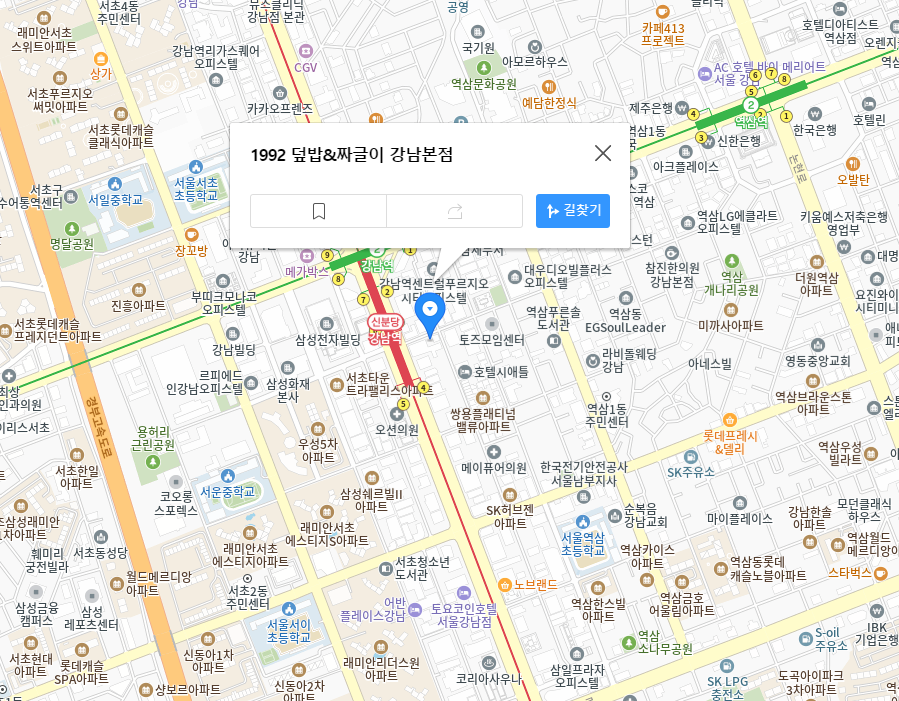 서초4동
주민센터
강남점 본관
공영
래미안서초
스위트아파트
강남역리가스퀘어
오피스텔
CGV
국기원
아모르하우스
카페413
프로젝트
호텔디아티스트
역삼점
상가
서초푸르지오
써밋아파트
카카오프렌즈
역삼문화공원
예담한정식
AC 호텔 바이 메리어트
서울 강남
서초롯데캐슬
클래식아파트
제주은행
역삼역
한국은행
호텔린
신한은행
1992 덮밥&짜글이 강남본점
길찾기
아크플레이스
논현로
오발탄
서초구
수어통역센터
서일중학교
서울서초
초등학교
명달공원
장꼬방
역삼LG에클라트
오피스텔
키움예스저축은행
영업부
메가박스
강남역
참진한의원
강남본점
역삼
개나리공원
더원역삼
아파트
진흥아파트
부띠크모나코
오피스텔
강남역센트럴푸르지오
시티오피스텔
대우디오빌플러스
오피스텔
역삼동
EGSoulLeader
미까사아파트
서초롯데캐슬
프레지던트아파트
강남빌딩
삼성전자빌딩
신분당
강남역
토즈모임센터
역삼푸른솔
도서관
라비돌웨딩
강남
아네스빌
영동중앙교회
르피에드
인강남오피스텔
삼성화재
본사
서초타운
트라팰리스아파트
호텔시애틀
쌍용플래티넘
밸류아파트
역삼1동
주민센터
역삼브라운스톤
아파트
경부고속도로
용허리
근린공원
우성5차
아파트
오션의원
메이퓨어의원
롯데프레시
&델리
SK주유소
역삼우성
빌라트
서초한일
아파트
코오롱
스포렉스
서운중학교
삼성쉐르빌II
아파트
한국전기안전공사
서울남부지사
SK허브젠
아파트
순복음
강남교회
마이플레이스
강남한솔
아파트
모던클래식
하우스
서초동성당
훼미리
궁전빌라
래미안서초
에스티지아파트
래미안서초
에스티지S아파트
서울역삼
초등학교
역삼카이스
아파트
역삼동롯데
캐슬노블아파트
역삼월드
메르디앙아
스타벅스
월드메르디앙
아파트
서초2동
주민센터
서초청소년
도서관
노브랜드
삼성금융
캠퍼스
삼성
레포츠센터
서울서이
초등학교
어반
플레이스강남
토요코인호텔
서울강남점
역삼한스빌
아파트
역삼금호
어울림아파트
IBK
기업은행
S-oil
주유소
서초현대
아파트
롯데캐슬
SPA아파트
신동아1차
아파트
래미안리더스원
아파트
역삼
소나무공원
샹보르아파트
신동아2차
아파트
코리아사우나
삼일프라자
오피스텔
SK LPG
충전소
도곡아이파크
3차아파트